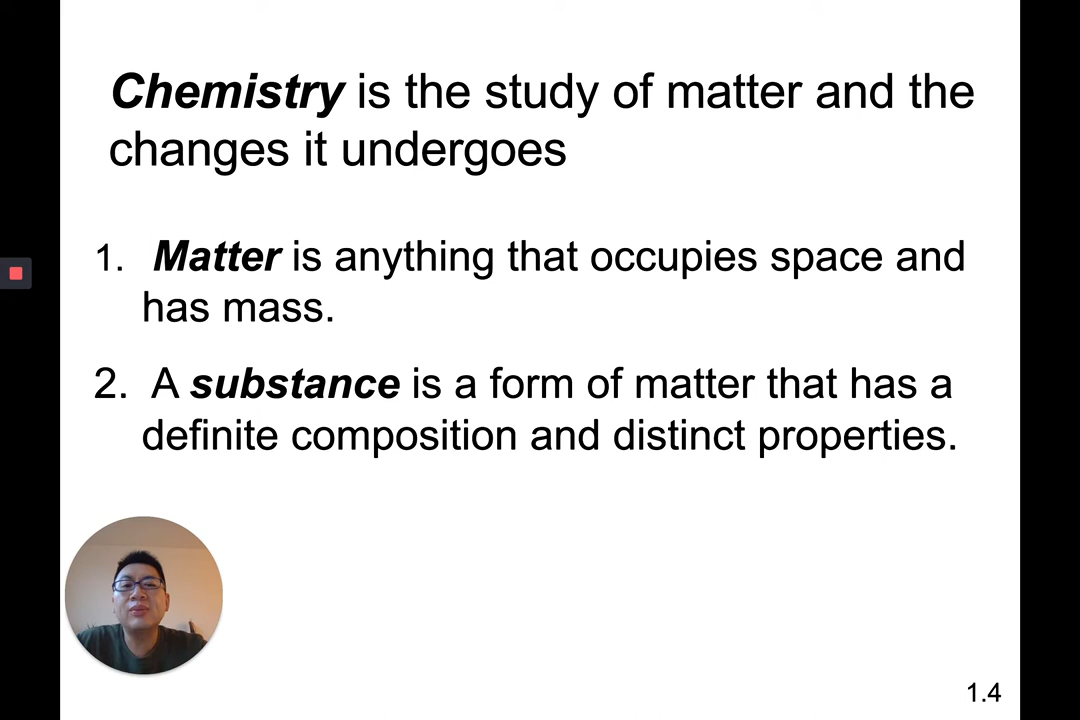 Chemistry is the study of matter and the
changes it undergoes
1. Matter is anything that occupies space and
has mass.
2. A substance is a form of matter that has a
definite composition and distinct properties.
1.4